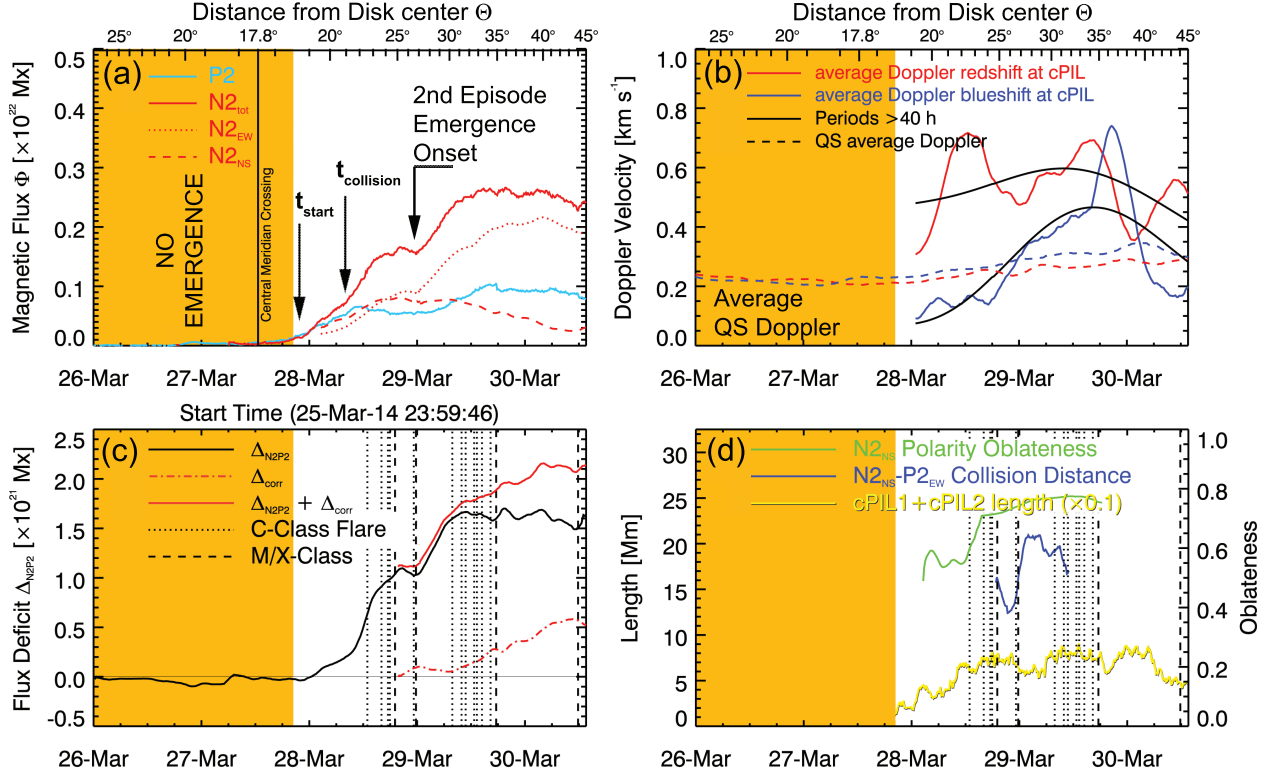 Distance from Disk center Θ
25° 20° 17.8° 20° 25° 30° 35° 40° 45°
(a)
P2
N2tot
N2EW
N2NS
2nd Episode
Emergence
Onset
tcollision
tstart
NO
EMERGENCE
Central Meridian Crossing
Magnetic Flux Φ [×10²² Mx]
0.5
0.4
0.3
0.2
0.1
0.0
26-Mar 27-Mar 28-Mar 29-Mar 30-Mar
Start Time (25-Mar-14 23:59:46)
Distance from Disk center Θ
25° 20° 17.8° 20° 25° 30° 35° 40° 45°
(b)
average Doppler redshift at cPIL
average Doppler blueshift at cPIL
Periods >40 h
QS average Doppler
Average
QS Doppler
Doppler Velocity [km s⁻¹]
1.0
0.8
0.6
0.4
0.2
0.0
26-Mar 27-Mar 28-Mar 29-Mar 30-Mar
(c)
ΔN2P2
Δcorr
ΔN2P2 + Δcorr
C-Class Flare
M/X-Class
Flux Deficit ΔN2P2 [×10²¹ Mx]
2.5
2.0
1.5
1.0
0.5
0.0
-0.5
26-Mar 27-Mar 28-Mar 29-Mar 30-Mar
(d)
N2NS Polarity Oblateness
N2NS-P2EW Collision Distance
cPIL1+cPIL2 length (×0.1)
Length [Mm]
30
25
20
15
10
5
0
Oblateness
1.0
0.8
0.6
0.4
0.2
0.0
26-Mar 27-Mar 28-Mar 29-Mar 30-Mar